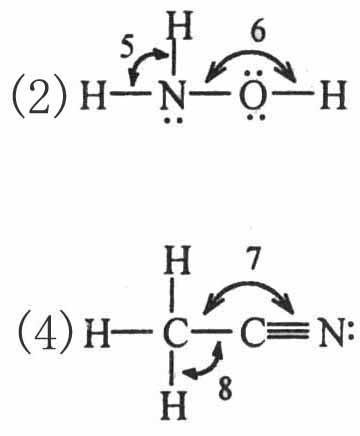 H
5 6
(2) H—N̤—Ö̤—H
H
7
(4) H—C—C≡N:
8
H